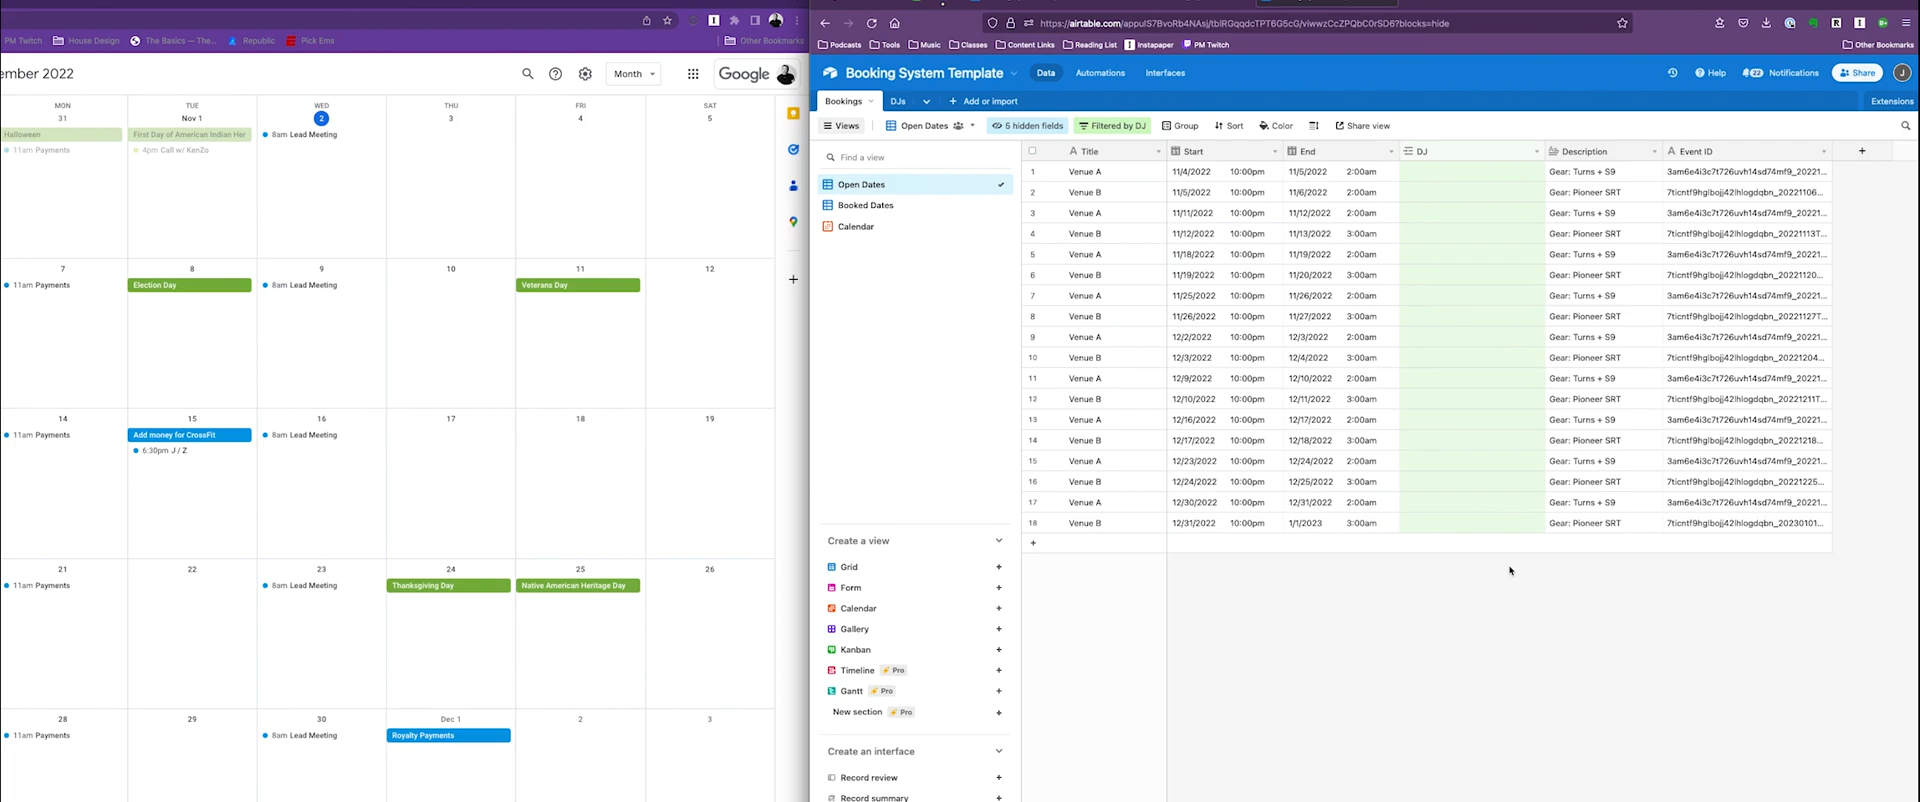 PM Twitch House Design The Basics — The... Republic Pick Ems Other Bookmarks
ember 2022 Month Google
MON TUE WED THU FRI SAT
31 Nov 1 2 3 4 5
Halloween First Day of American Indian Her 8am Lead Meeting
11am Payments 4pm Call w/ KenZo
7 8 9 10 11 12
11am Payments Election Day 8am Lead Meeting Veterans Day
14 15 16 17 18 19
11am Payments Add money for CrossFit 8am Lead Meeting
6:30pm J / Z
21 22 23 24 25 26
11am Payments 8am Lead Meeting Thanksgiving Day Native American Heritage Day
28 29 30 Dec 1 2 3
11am Payments 8am Lead Meeting Royalty Payments
https://airtable.com/appuIS7BvoRb4NAsj/tblRGqqdcTPT6G5cG/viwwzCcZPQbC0rSD6?blocks=hide
Podcasts Tools Music Classes Content Links Reading List Instapaper PM Twitch Other Bookmarks
Booking System Template Data Automations Interfaces Help 22 Notifications Share J
Bookings DJs + Add or import Extensions
Views Open Dates 5 hidden fields Filtered by DJ Group Sort Color Share view
Find a view
Open Dates
Booked Dates
Calendar
Create a view
Grid +
Form +
Calendar +
Gallery +
Kanban +
Timeline Pro +
Gantt Pro +
New section Pro +
Create an interface
Record review +
Record summary +
Title Start End DJ Description Event ID +
1 Venue A 11/4/2022 10:00pm 11/5/2022 2:00am Gear: Turns + S9 3am6e4i3c7t726uvh14sd74mf9_20221...
2 Venue B 11/5/2022 10:00pm 11/6/2022 2:00am Gear: Pioneer SRT 7ticntf9hglbojj42lhlogdqbn_20221106...
3 Venue A 11/11/2022 10:00pm 11/12/2022 2:00am Gear: Turns + S9 3am6e4i3c7t726uvh14sd74mf9_20221...
4 Venue B 11/12/2022 10:00pm 11/13/2022 3:00am Gear: Pioneer SRT 7ticntf9hglbojj42lhlogdqbn_20221113T...
5 Venue A 11/18/2022 10:00pm 11/19/2022 2:00am Gear: Turns + S9 3am6e4i3c7t726uvh14sd74mf9_20221...
6 Venue B 11/19/2022 10:00pm 11/20/2022 3:00am Gear: Pioneer SRT 7ticntf9hglbojj42lhlogdqbn_20221120...
7 Venue A 11/25/2022 10:00pm 11/26/2022 2:00am Gear: Turns + S9 3am6e4i3c7t726uvh14sd74mf9_20221...
8 Venue B 11/26/2022 10:00pm 11/27/2022 3:00am Gear: Pioneer SRT 7ticntf9hglbojj42lhlogdqbn_20221127T...
9 Venue A 12/2/2022 10:00pm 12/3/2022 2:00am Gear: Turns + S9 3am6e4i3c7t726uvh14sd74mf9_20221...
10 Venue B 12/3/2022 10:00pm 12/4/2022 3:00am Gear: Pioneer SRT 7ticntf9hglbojj42lhlogdqbn_20221204...
11 Venue A 12/9/2022 10:00pm 12/10/2022 2:00am Gear: Turns + S9 3am6e4i3c7t726uvh14sd74mf9_20221...
12 Venue B 12/10/2022 10:00pm 12/11/2022 3:00am Gear: Pioneer SRT 7ticntf9hglbojj42lhlogdqbn_20221211T...
13 Venue A 12/16/2022 10:00pm 12/17/2022 2:00am Gear: Turns + S9 3am6e4i3c7t726uvh14sd74mf9_20221...
14 Venue B 12/17/2022 10:00pm 12/18/2022 3:00am Gear: Pioneer SRT 7ticntf9hglbojj42lhlogdqbn_20221218...
15 Venue A 12/23/2022 10:00pm 12/24/2022 2:00am Gear: Turns + S9 3am6e4i3c7t726uvh14sd74mf9_20221...
16 Venue B 12/24/2022 10:00pm 12/25/2022 3:00am Gear: Pioneer SRT 7ticntf9hglbojj42lhlogdqbn_20221225...
17 Venue A 12/30/2022 10:00pm 12/31/2022 2:00am Gear: Turns + S9 3am6e4i3c7t726uvh14sd74mf9_20221...
18 Venue B 12/31/2022 10:00pm 1/1/2023 3:00am Gear: Pioneer SRT 7ticntf9hglbojj42lhlogdqbn_20230101...
+